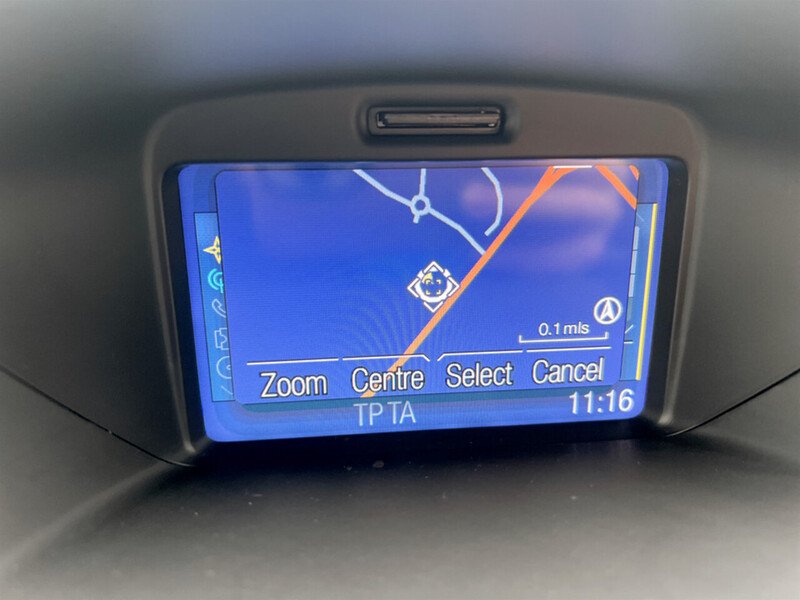 0.1 mls
Zoom Centre Select Cancel
TP TA 11:16